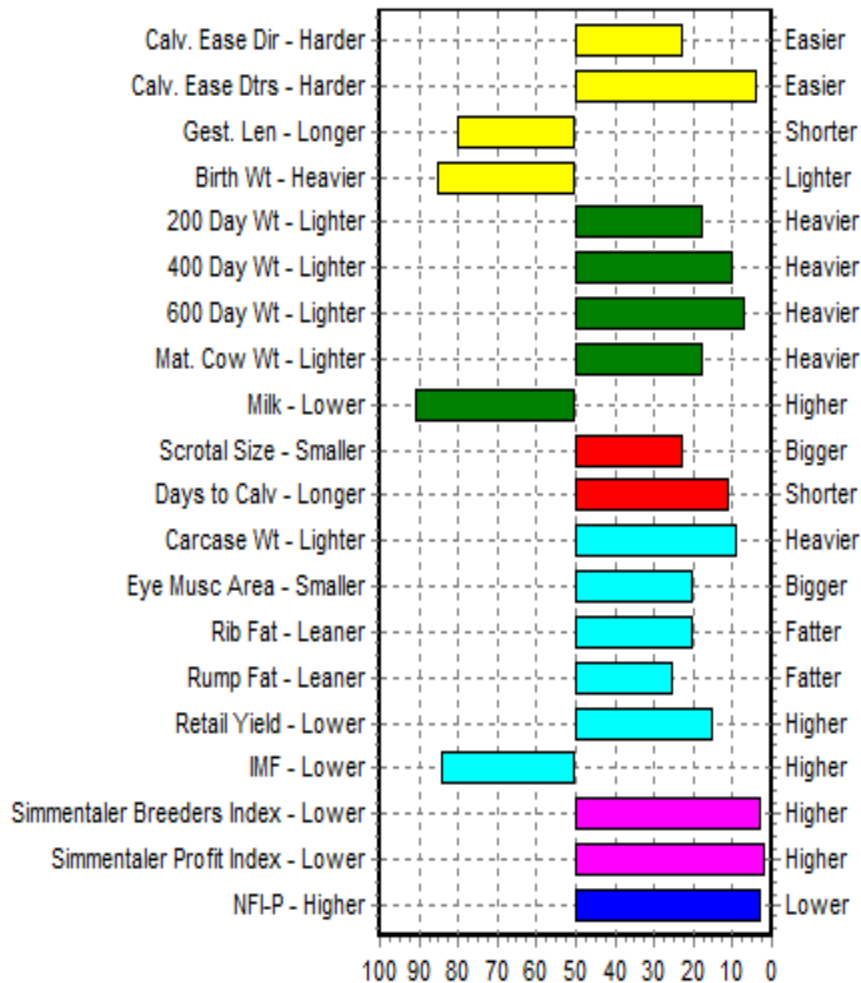 Calv. Ease Dir - Harder Easier
Calv. Ease Dtrs - Harder Easier
Gest. Len - Longer Shorter
Birth Wt - Heavier Lighter
200 Day Wt - Lighter Heavier
400 Day Wt - Lighter Heavier
600 Day Wt - Lighter Heavier
Mat. Cow Wt - Lighter Heavier
Milk - Lower Higher
Scrotal Size - Smaller Bigger
Days to Calv - Longer Shorter
Carcase Wt - Lighter Heavier
Eye Musc Area - Smaller Bigger
Rib Fat - Leaner Fatter
Rump Fat - Leaner Fatter
Retail Yield - Lower Higher
IMF - Lower Higher
Simmentaler Breeders Index - Lower Higher
Simmentaler Profit Index - Lower Higher
NFI-P - Higher Lower
100 90 80 70 60 50 40 30 20 10 0